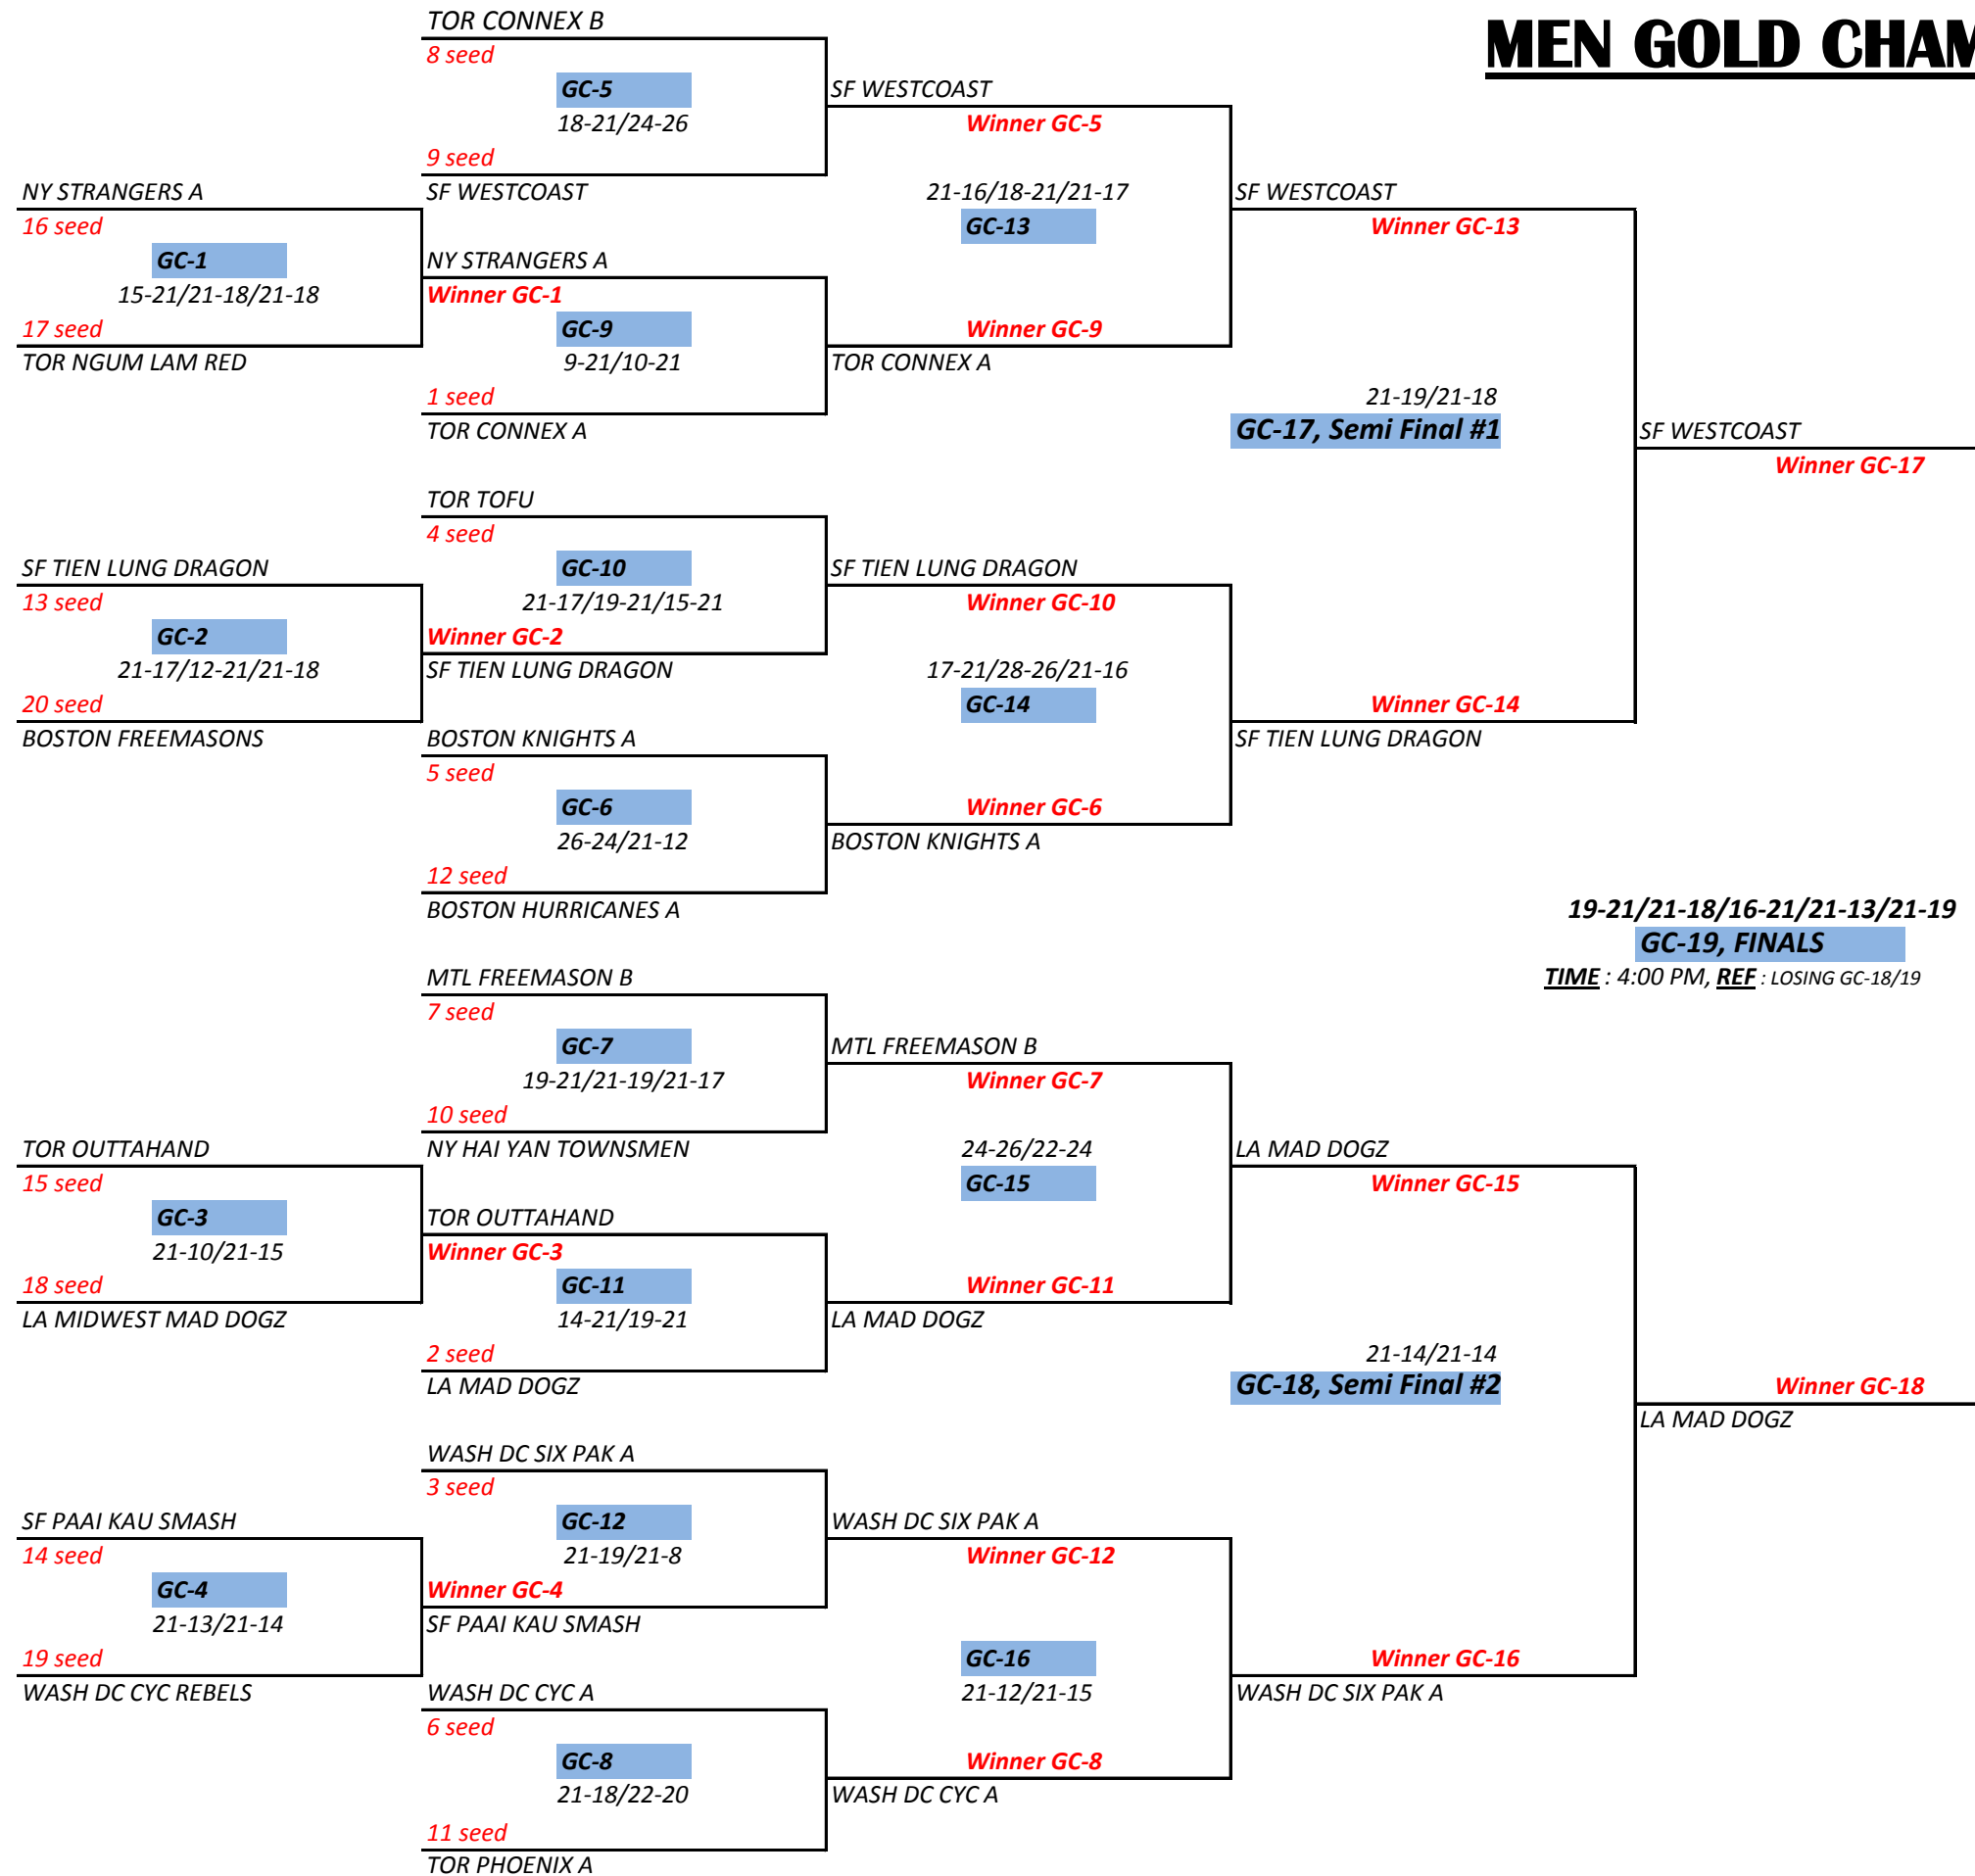 TOR CONNEX B
MEN GOLD CHAM
8 seed
GC-5
SF WESTCOAST
18-21/24-26
Winner GC-5
9 seed
NY STRANGERS A
SF WESTCOAST
21-16/18-21/21-17
SF WESTCOAST
16 seed
GC-13
Winner GC-13
GC-1
NY STRANGERS A
15-21/21-18/21-18
Winner GC-1
17 seed
GC-9
Winner GC-9
TOR NGUM LAM RED
9-21/10-21
TOR CONNEX A
1 seed
21-19/21-18
TOR CONNEX A
GC-17, Semi Final #1
SF WESTCOAST
Winner GC-17
TOR TOFU
4 seed
SF TIEN LUNG DRAGON
GC-10
SF TIEN LUNG DRAGON
13 seed
21-17/19-21/15-21
Winner GC-10
GC-2
Winner GC-2
21-17/12-21/21-18
SF TIEN LUNG DRAGON
17-21/28-26/21-16
20 seed
GC-14
Winner GC-14
BOSTON FREEMASONS
BOSTON KNIGHTS A
SF TIEN LUNG DRAGON
5 seed
GC-6
Winner GC-6
26-24/21-12
BOSTON KNIGHTS A
12 seed
BOSTON HURRICANES A
19-21/21-18/16-21/21-13/21-19
GC-19, FINALS
MTL FREEMASON B
TIME : 4:00 PM, REF : LOSING GC-18/19
7 seed
GC-7
MTL FREEMASON B
19-21/21-19/21-17
Winner GC-7
10 seed
TOR OUTTAHAND
NY HAI YAN TOWNSMEN
24-26/22-24
LA MAD DOGZ
15 seed
GC-15
Winner GC-15
GC-3
TOR OUTTAHAND
21-10/21-15
Winner GC-3
18 seed
GC-11
Winner GC-11
LA MIDWEST MAD DOGZ
14-21/19-21
LA MAD DOGZ
2 seed
21-14/21-14
LA MAD DOGZ
GC-18, Semi Final #2
Winner GC-18
LA MAD DOGZ
WASH DC SIX PAK A
3 seed
SF PAAI KAU SMASH
GC-12
WASH DC SIX PAK A
14 seed
21-19/21-8
Winner GC-12
GC-4
Winner GC-4
21-13/21-14
SF PAAI KAU SMASH
19 seed
GC-16
Winner GC-16
WASH DC CYC REBELS
WASH DC CYC A
21-12/21-15
WASH DC SIX PAK A
6 seed
GC-8
Winner GC-8
21-18/22-20
WASH DC CYC A
11 seed
TOR PHOENIX A